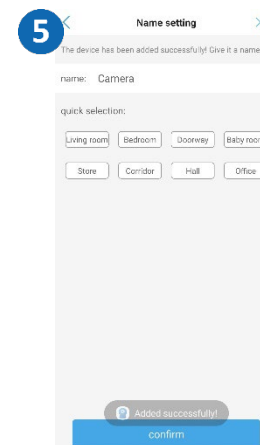 5
Name setting
The device has been added successfully! Give it a name
name: Camera
quick selection:
Living room Bedroom Doorway Baby room
Store Corridor Hall Office
Added successfully!
confirm